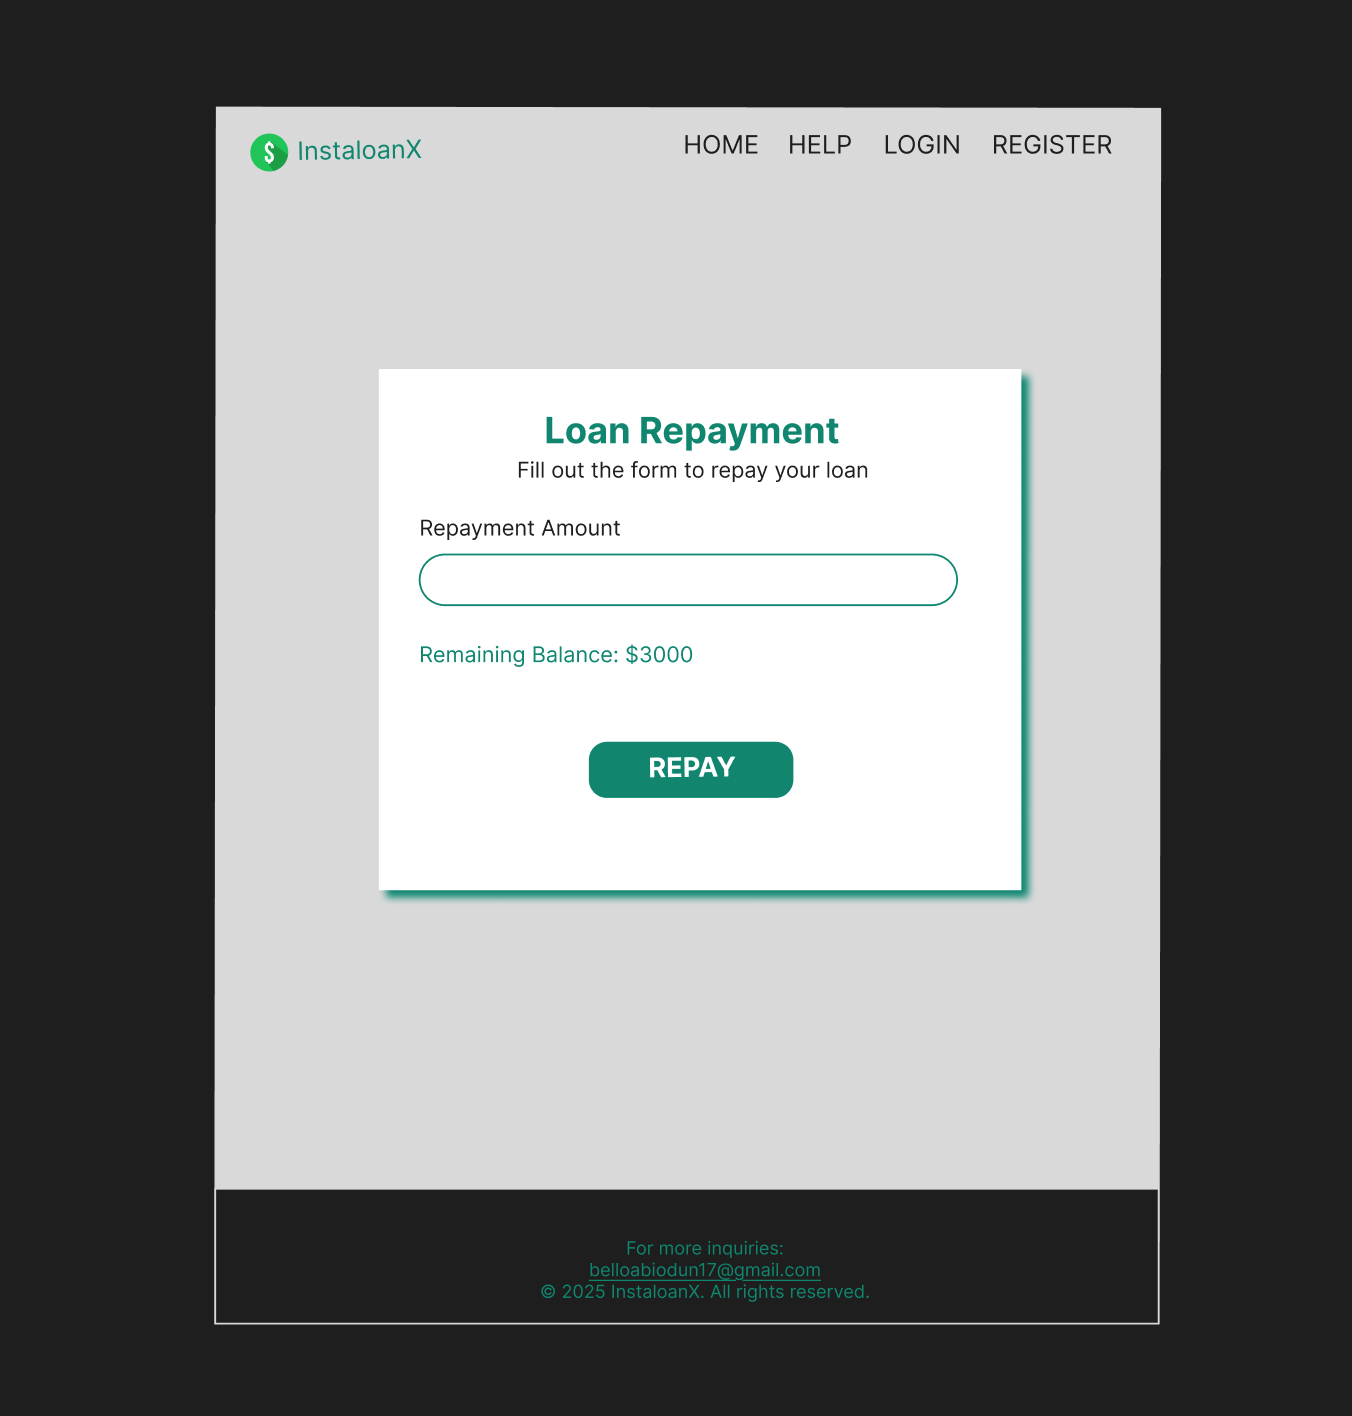 InstaloanX
HOME HELP LOGIN REGISTER
Loan Repayment
Fill out the form to repay your loan
Repayment Amount
Remaining Balance: $3000
REPAY
For more inquiries:
belloabiodun17@gmail.com
© 2025 InstaloanX. All rights reserved.